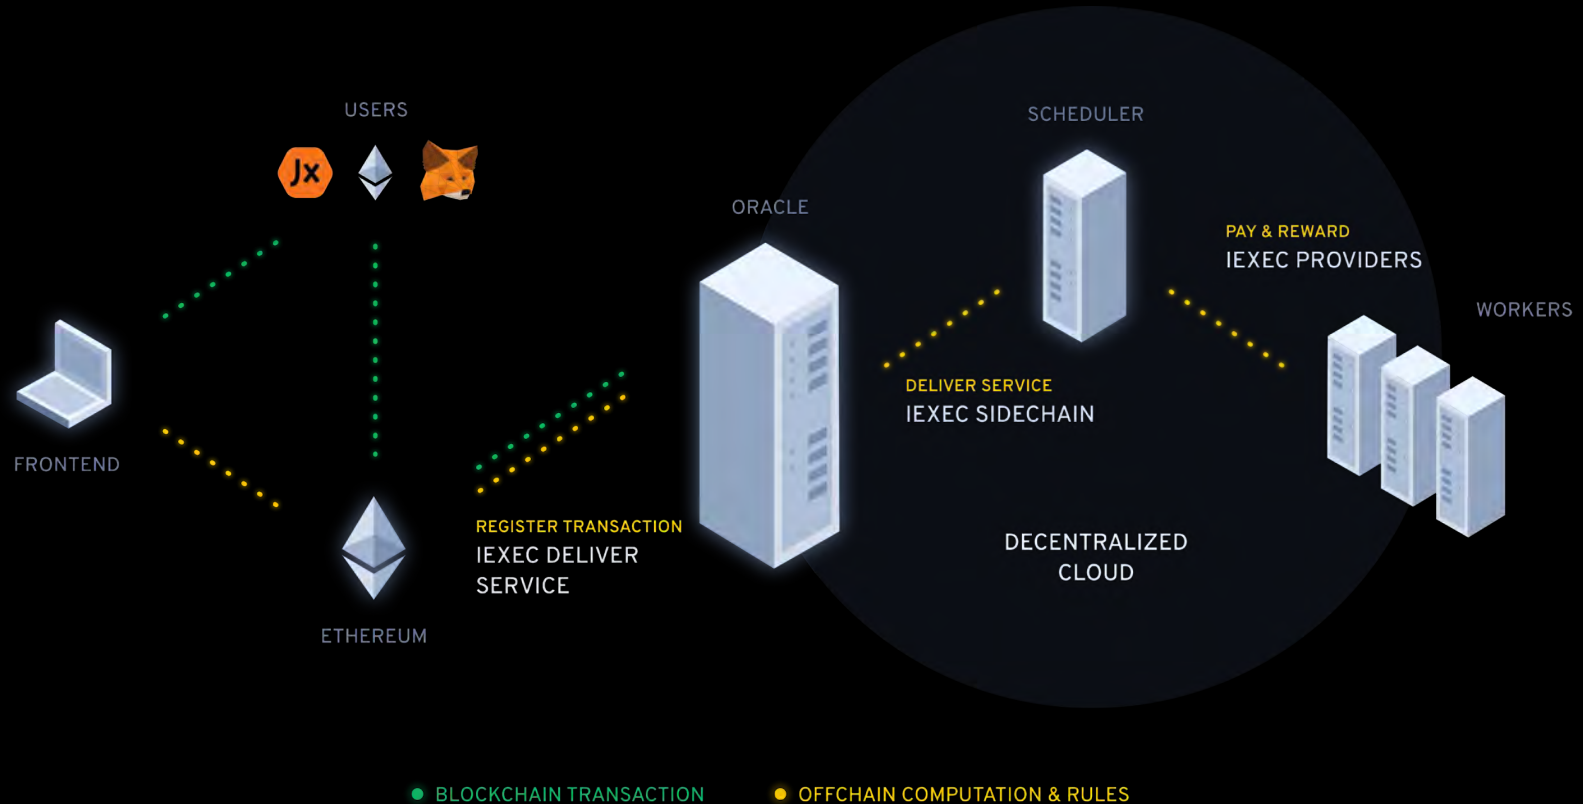 USERS
Jx
SCHEDULER
ORACLE
PAY & REWARD
IEXEC PROVIDERS
WORKERS
DELIVER SERVICE
IEXEC SIDECHAIN
FRONTEND
REGISTER TRANSACTION
IEXEC DELIVER
SERVICE
DECENTRALIZED
CLOUD
ETHEREUM
BLOCKCHAIN TRANSACTION
OFFCHAIN COMPUTATION & RULES